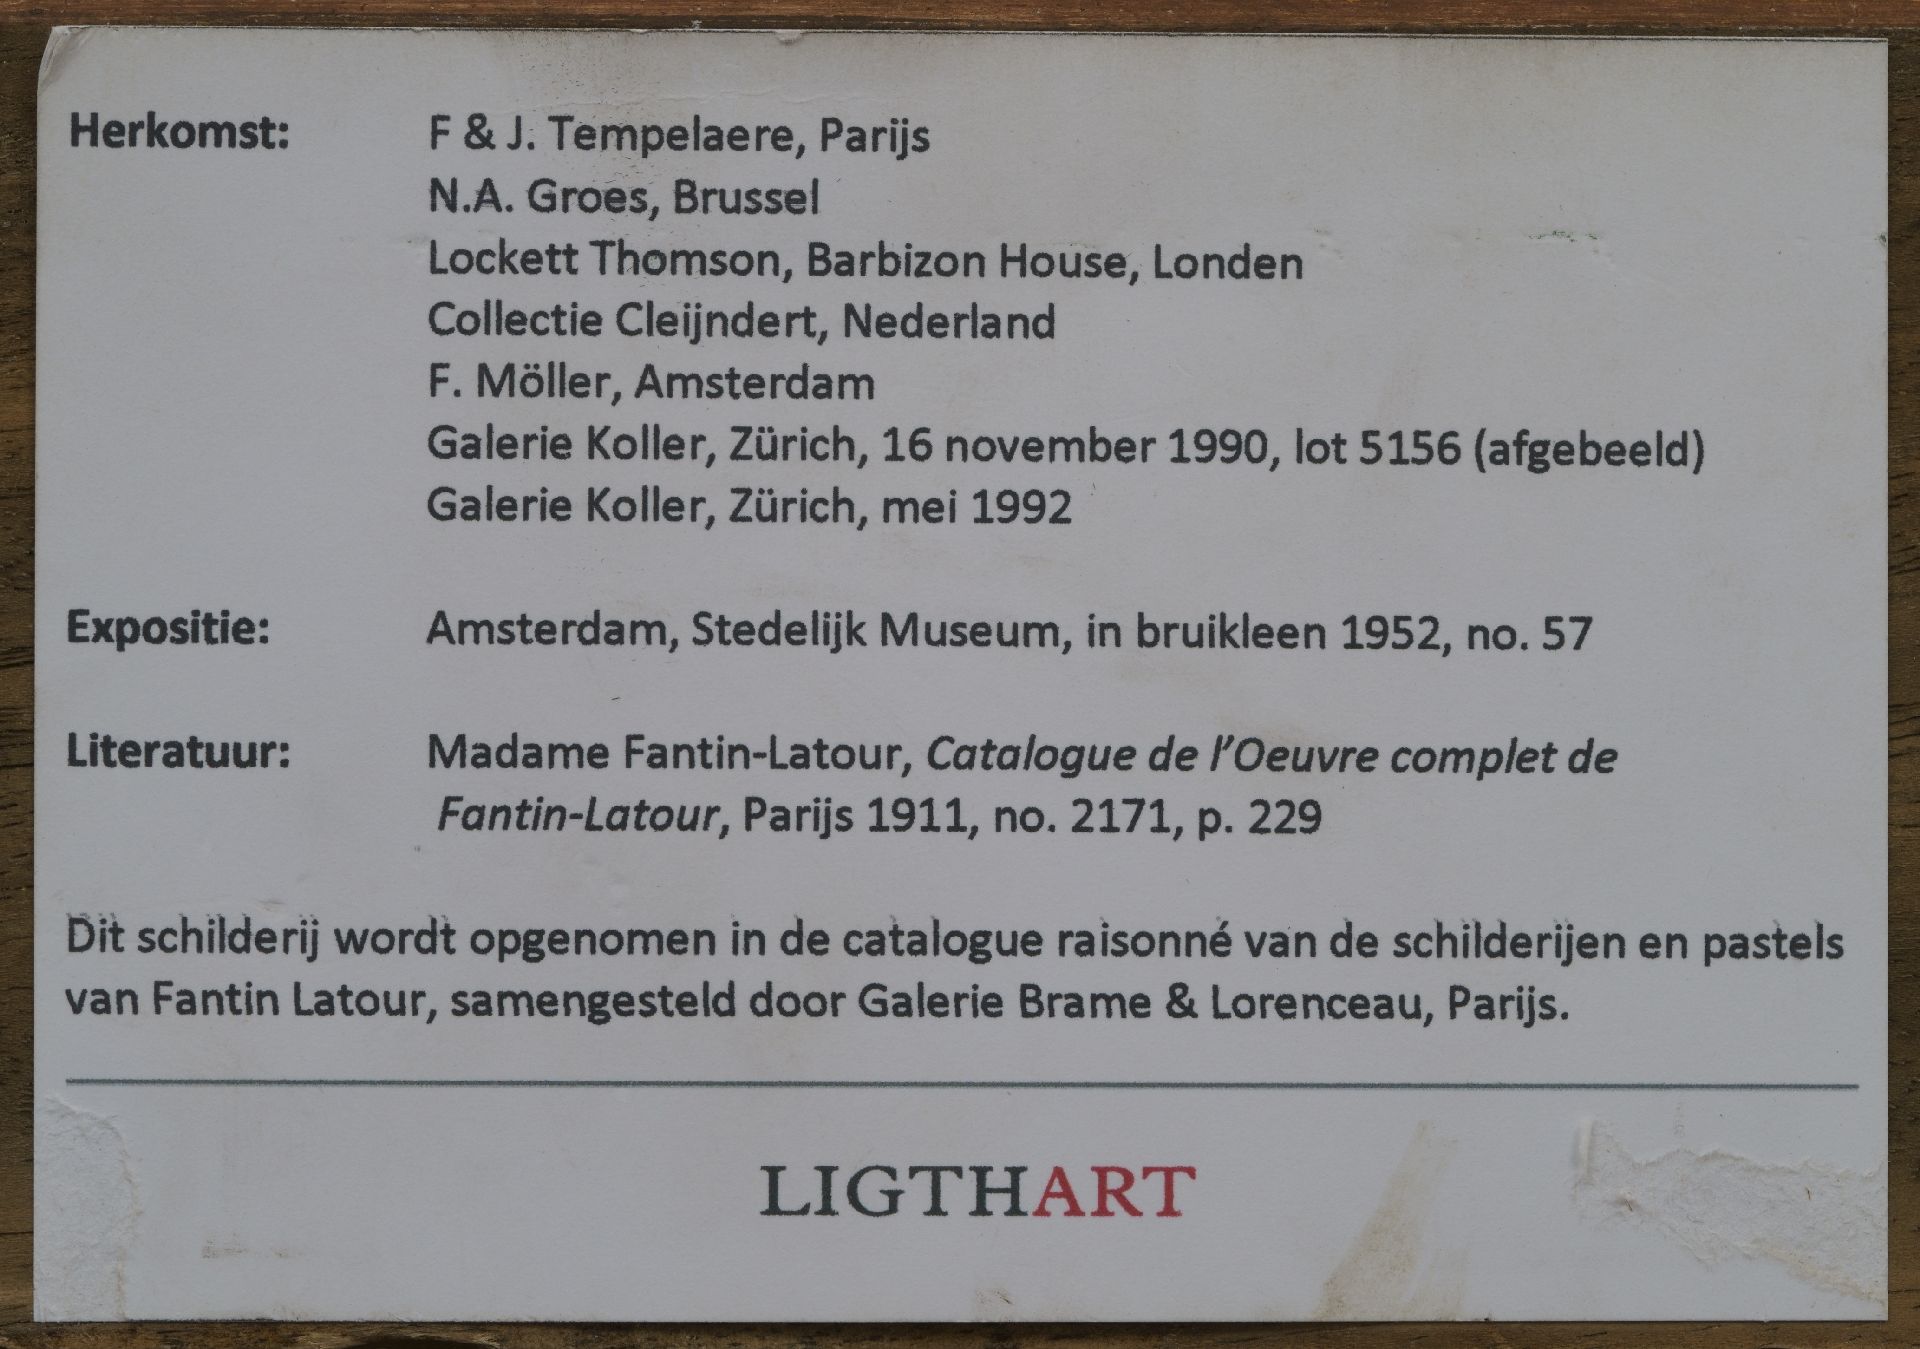 Herkomst: F & J. Tempelaere, Parijs
N.A. Groes, Brussel
Lockett Thomson, Barbizon House, Londen
Collectie Cleijndert, Nederland
F. Möller, Amsterdam
Galerie Koller, Zürich, 16 november 1990, lot 5156 (afgebeeld)
Galerie Koller, Zürich, mei 1992
Expositie: Amsterdam, Stedelijk Museum, in bruikleen 1952, no. 57
Literatuur: Madame Fantin-Latour, Catalogue de l'Oeuvre complet de
Fantin-Latour, Parijs 1911, no. 2171, p. 229
Dit schilderij wordt opgenomen in de catalogue raisonné van de schilderijen en pastels
van Fantin Latour, samengesteld door Galerie Brame & Lorenceau, Parijs.
LIGTHART